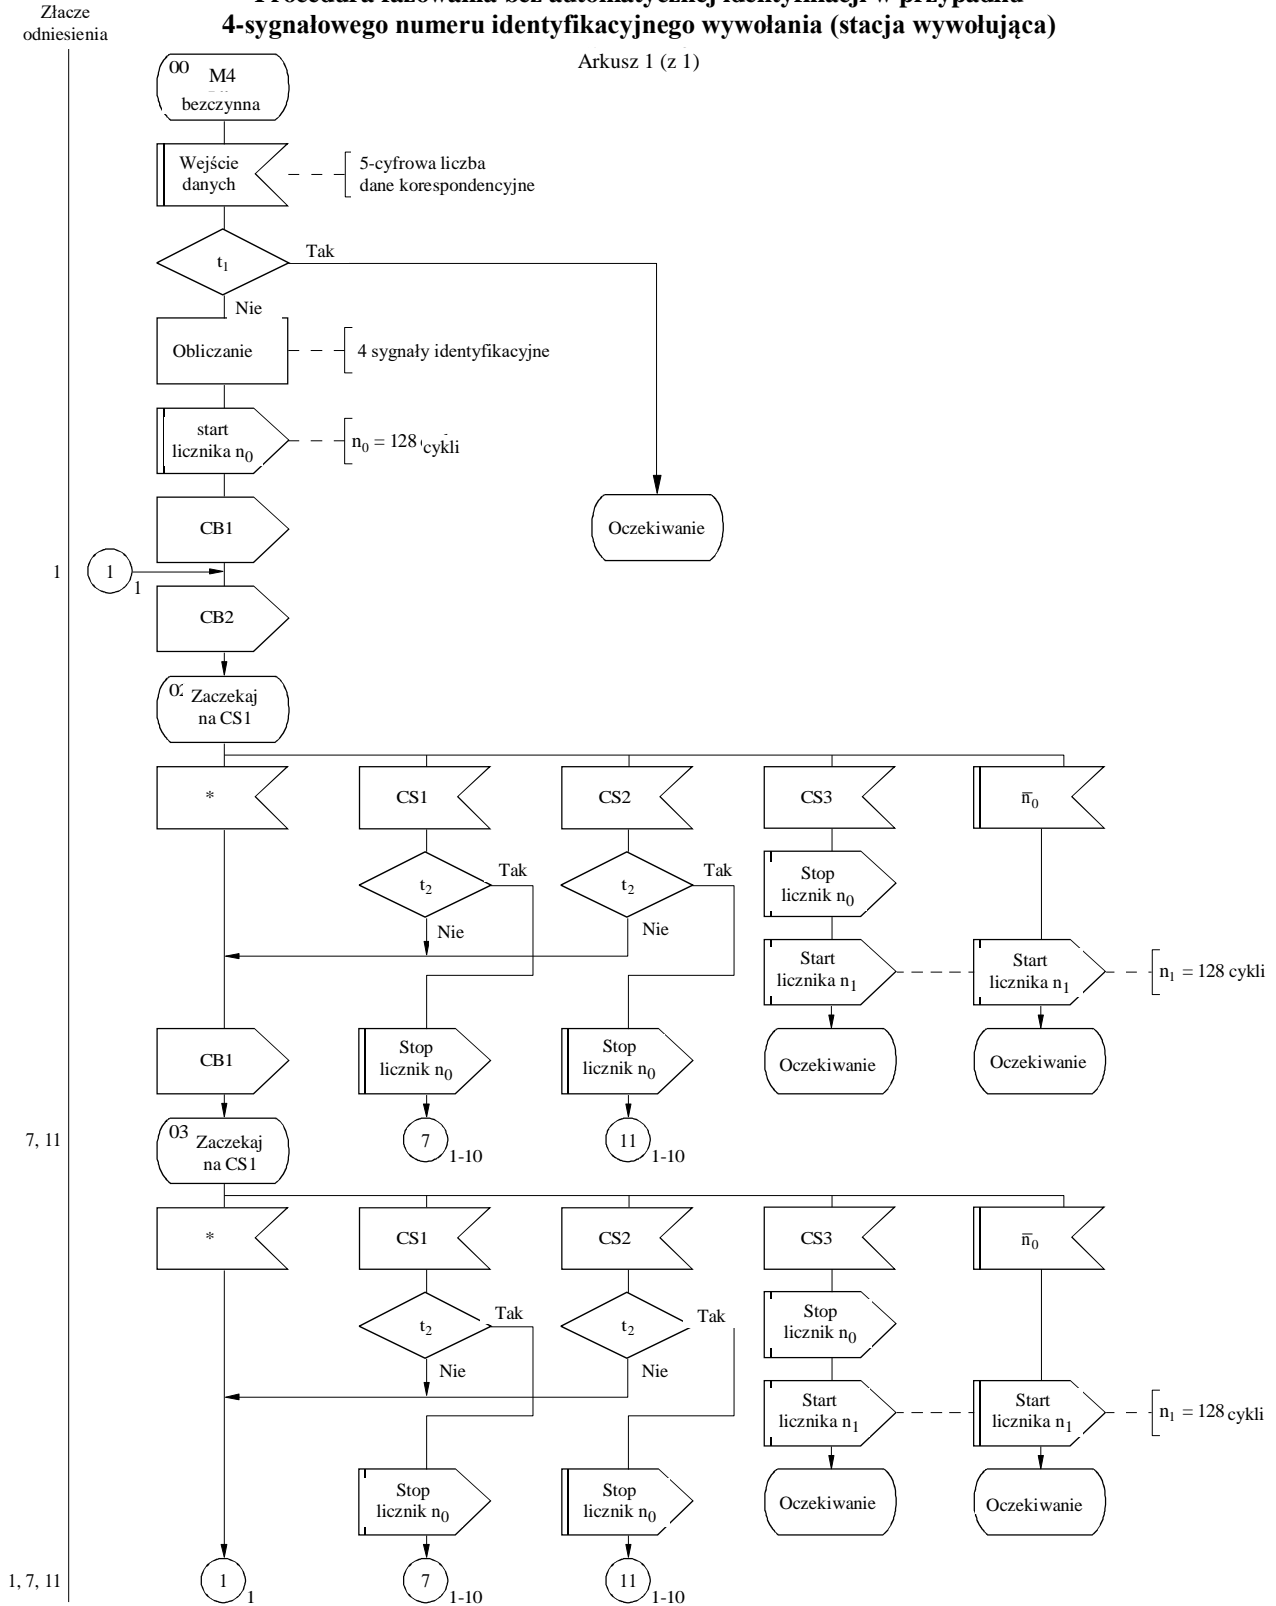 Złacze
odniesienia
Procedura fazowania bez automatycznej identyfikacji w przypadku
4-sygnałowego numeru identyfikacyjnego wywołania (stacja wywołująca)
Arkusz 1 (z 1)
00
M4
bezczynna
Wejście
danych
5-cyfrowa liczba
dane korespondencyjne
t1
Tak
Nie
Obliczanie
4 sygnały identyfikacyjne
start
licznika n0
n0 = 128 cykli
CB1
Oczekiwanie
1
1
1
CB2
Zaczekaj
na CS1
*
CS1
CS2
CS3
n̅0
t2
Tak
t2
Tak
Stop
licznik n0
Nie
Nie
Start
licznika n1
Start
licznika n1
n1 = 128 cykli
CB1
Stop
licznik n0
Stop
licznik n0
Oczekiwanie
Oczekiwanie
7, 11
03
Zaczekaj
na CS1
7
1-10
11
1-10
*
CS1
CS2
CS3
n̅0
t2
Tak
t2
Tak
Stop
licznik n0
Nie
Nie
Start
licznika n1
Start
licznika n1
n1 = 128 cykli
Stop
licznik n0
Stop
licznik n0
Oczekiwanie
Oczekiwanie
1, 7, 11
1
1
7
1-10
11
1-10